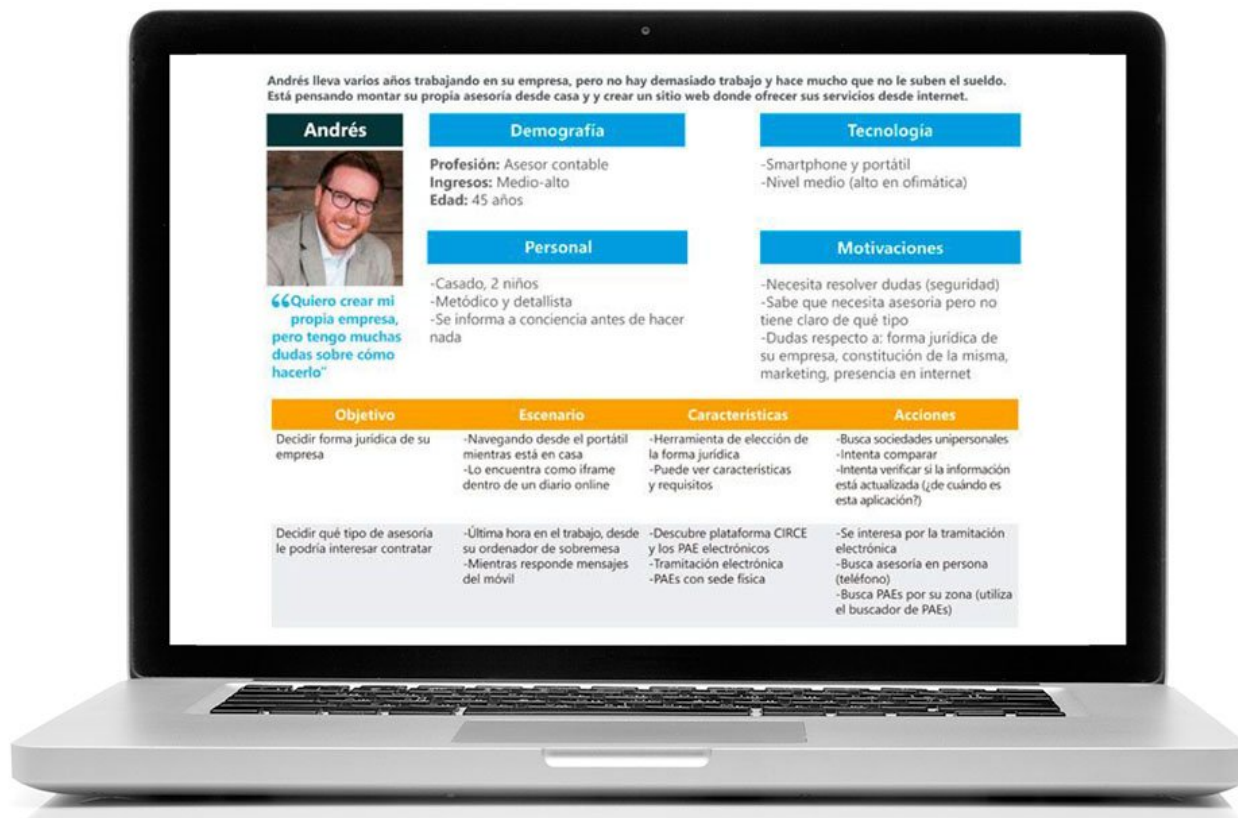 Andrés lleva varios años trabajando en su empresa, pero no hay demasiado trabajo y hace mucho que no le suben el sueldo.
Está pensando montar su propia asesoría desde casa y y crear un sitio web donde ofrecer sus servicios desde internet.
Andrés
“Quiero crear mi
propia empresa,
pero tengo muchas
dudas sobre cómo
hacerlo”
Demografía
Profesión: Asesor contable
Ingresos: Medio-alto
Edad: 45 años
Tecnología
-Smartphone y portátil
-Nivel medio (alto en ofimática)
Personal
-Casado, 2 niños
-Metódico y detallista
-Se informa a conciencia antes de hacer
nada
Motivaciones
-Necesita resolver dudas (seguridad)
-Sabe que necesita asesoria pero no
tiene claro de qué tipo
-Dudas respecto a: forma jurídica de
su empresa, constitución de la misma,
marketing, presencia en internet
Objetivo
Escenario
Características
Acciones
Decidir forma jurídica de su
empresa
-Navegando desde el portátil
mientras está en casa
-Lo encuentra como iframe
dentro de un diario online
-Herramienta de elección de
la forma jurídica
-Puede ver características
y requisitos
-Busca sociedades unipersonales
-Intenta comparar
-Intenta verificar si la información
está actualizada (¿de cuándo es
esta aplicación?)
Decidir qué tipo de asesoría
le podría interesar contratar
-Última hora en el trabajo, desde
su ordenador de sobremesa
-Mientras responde mensajes
del móvil
-Descubre plataforma CIRCE
y los PAE electrónicos
-Tramitación electrónica
-PAEs con sede física
-Se interesa por la tramitación
electrónica
-Busca asesoría en persona
(teléfono)
-Busca PAEs por su zona (utiliza
el buscador de PAEs)